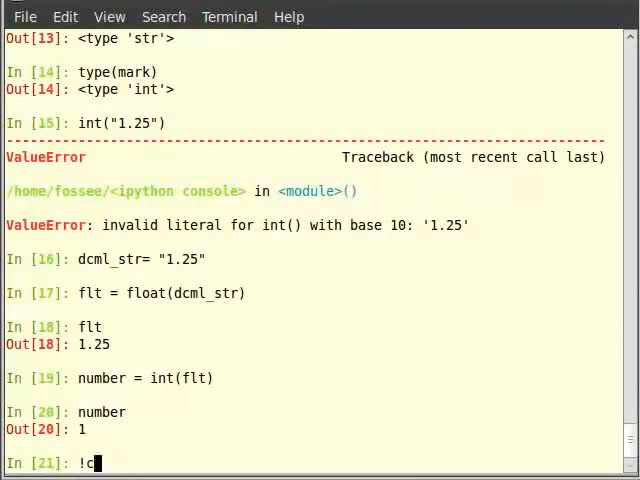 File Edit View Search Terminal Help
Out[13]: <type 'str'>
In [14]: type(mark)
Out[14]: <type 'int'>
In [15]: int("1.25")
---------------------------------------------------------------------------
ValueError                                Traceback (most recent call last)
/home/fossee/<ipython console> in <module>()
ValueError: invalid literal for int() with base 10: '1.25'
In [16]: dcml_str= "1.25"
In [17]: flt = float(dcml_str)
In [18]: flt
Out[18]: 1.25
In [19]: number = int(flt)
In [20]: number
Out[20]: 1
In [21]: !c